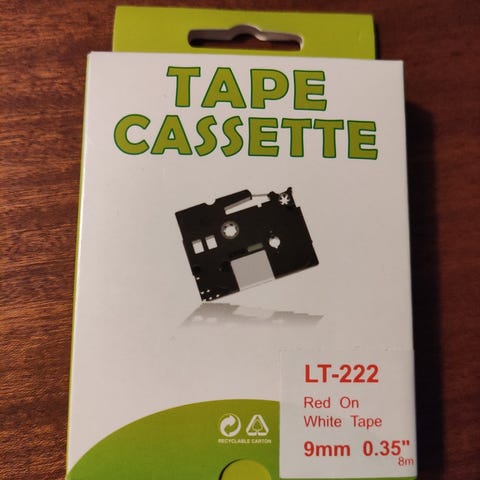 TAPE
CASSETTE
LT-222
Red On
White Tape
9mm 0.35"
8m
RECYCLABLE CARTON